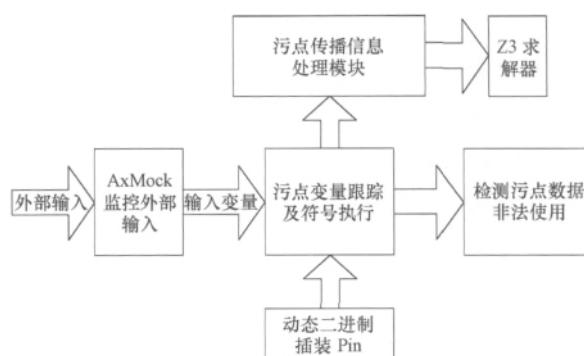 污点传播信息
处理模块
Z3 求
解器
外部输入
AxMock
监控外部
输入
输入变量
污点变量跟踪
及符号执行
检测污点数据
非法使用
动态二进制
插装 Pin